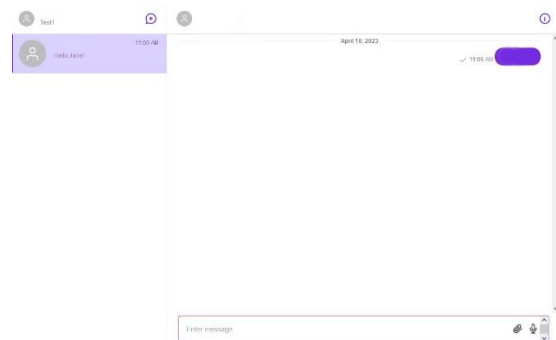 Test1
11:06 AM
Hello Jane!
April 18, 2023
11:06 AM
Enter message